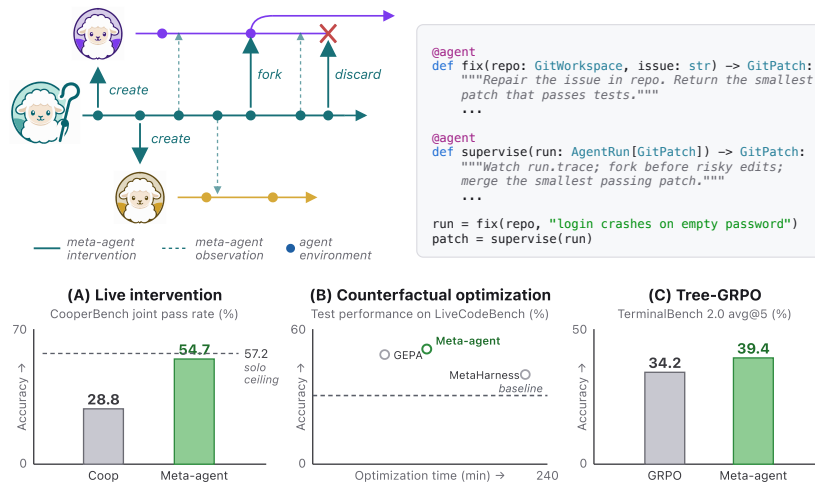 create
fork
discard
create
meta-agent
intervention
meta-agent
observation
agent
environment
@agent
def fix(repo: GitWorkspace, issue: str) -> GitPatch:
"""Repair the issue in repo. Return the smallest
patch that passes tests."""
...
@agent
def supervise(run: AgentRun[GitPatch]) -> GitPatch:
"""Watch run.trace; fork before risky edits;
merge the smallest passing patch."""
...
run = fix(repo, "login crashes on empty password")
patch = supervise(run)
(A) Live intervention
CooperBench joint pass rate (%)
70
Accuracy →
0
28.8
54.7
57.2
solo
ceiling
Coop
Meta-agent
(B) Counterfactual optimization
Test performance on LiveCodeBench (%)
60
Accuracy →
0
GEPA
Meta-agent
MetaHarness
baseline
Optimization time (min) →
240
(C) Tree-GRPO
TerminalBench 2.0 avg@5 (%)
50
Accuracy →
0
34.2
39.4
GRPO
Meta-agent